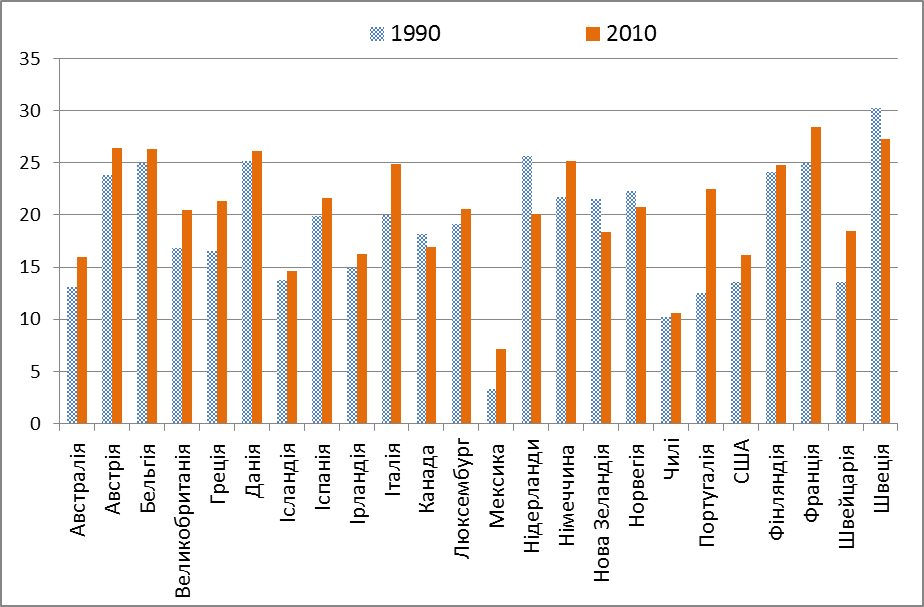 1990 2010
35
30
25
20
15
10
5
0
Австралія
Австрія
Бельгія
Великобританія
Греція
Данія
Ісландія
Іспанія
Ірландія
Італія
Канада
Люксембург
Мексика
Нідерланди
Німеччина
Нова Зеландія
Норвегія
Чилі
Португалія
США
Фінляндія
Франція
Швейцарія
Швеція